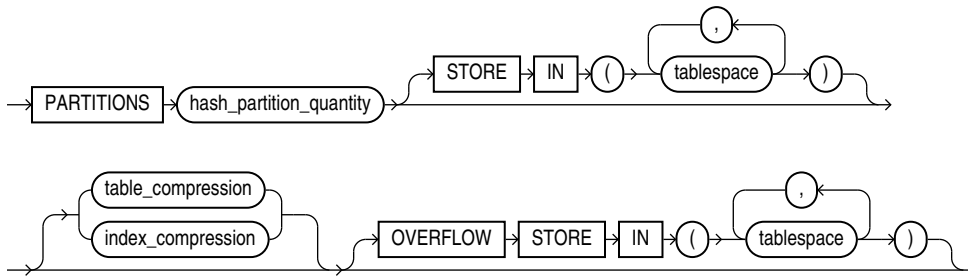 ,
PARTITIONS hash_partition_quantity STORE IN ( tablespace )
table_compression
index_compression
,
OVERFLOW STORE IN ( tablespace )